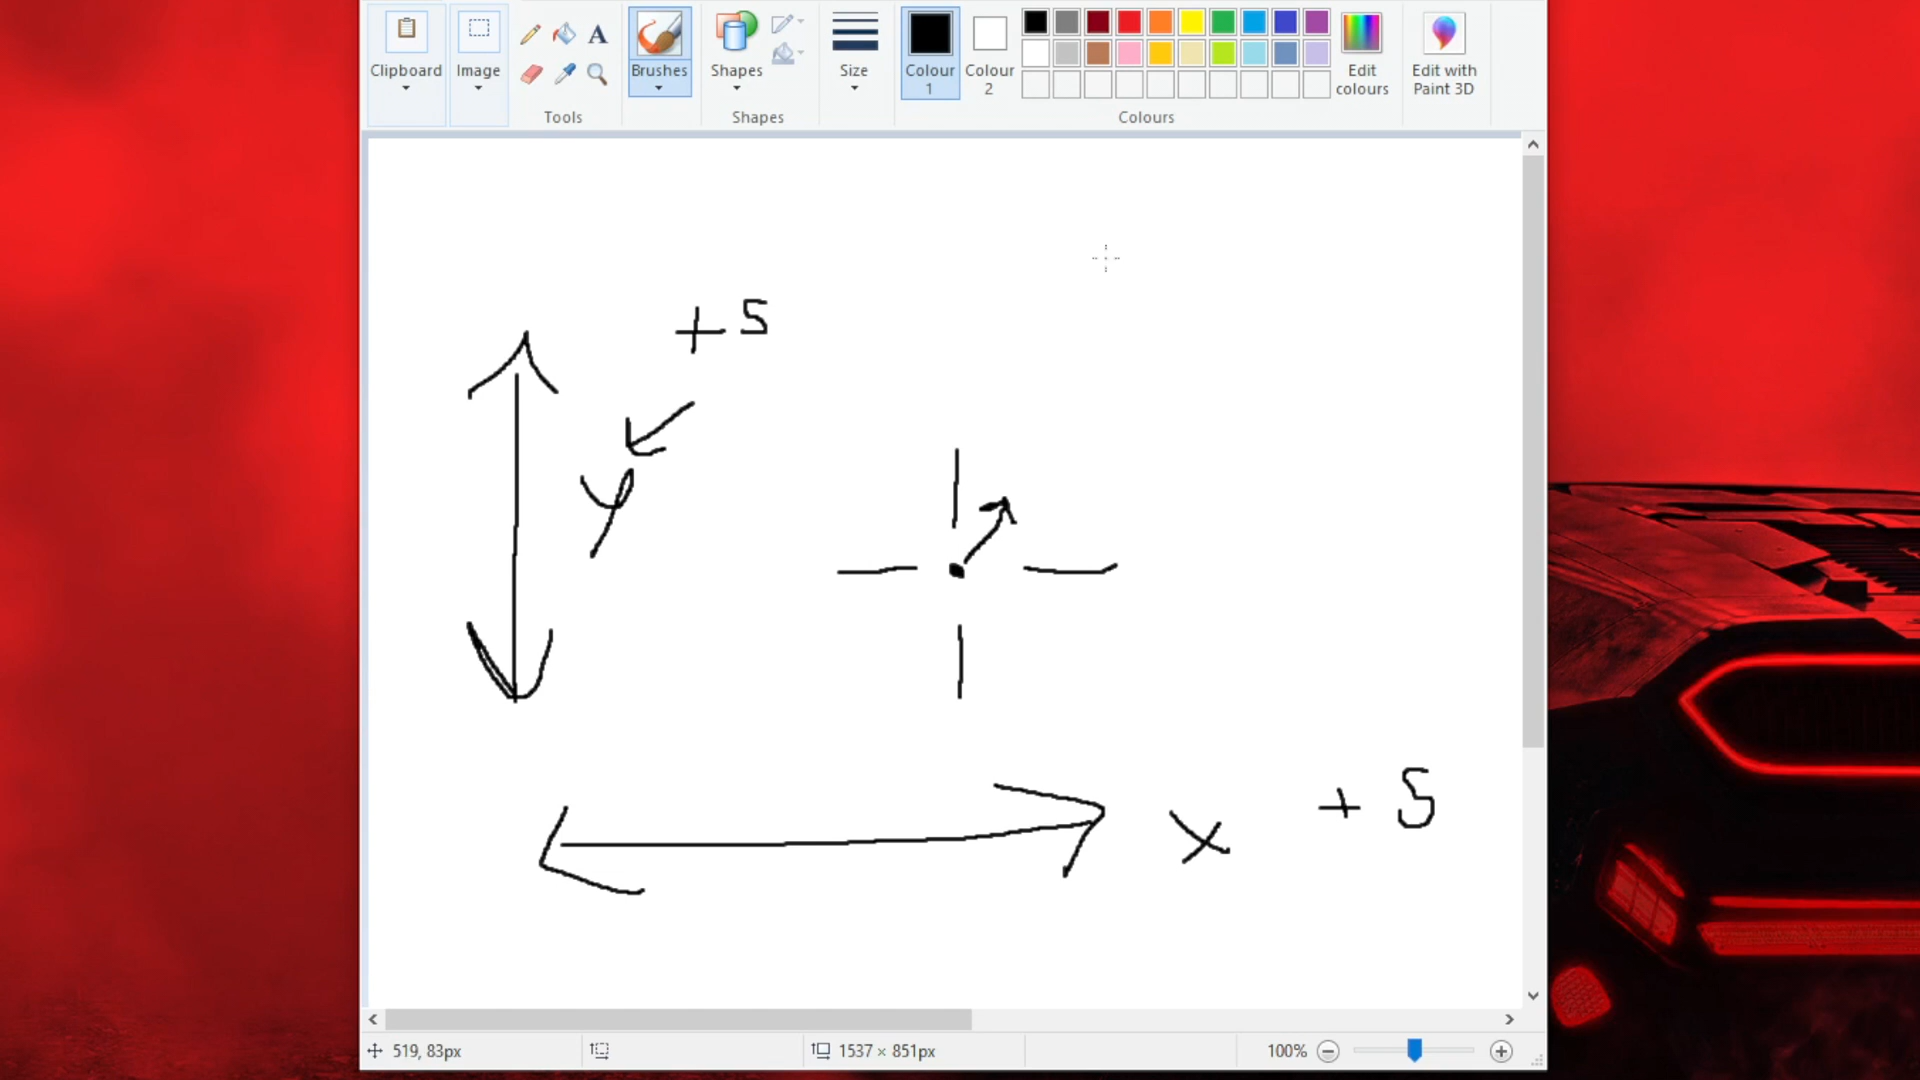 Clipboard
Image
Brushes
Shapes
Size
Colour 1
Colour 2
Edit colours
Edit with Paint 3D
Tools
Shapes
Colours
A
+5
y
x + 5
519, 83px
1537 × 851px
100%